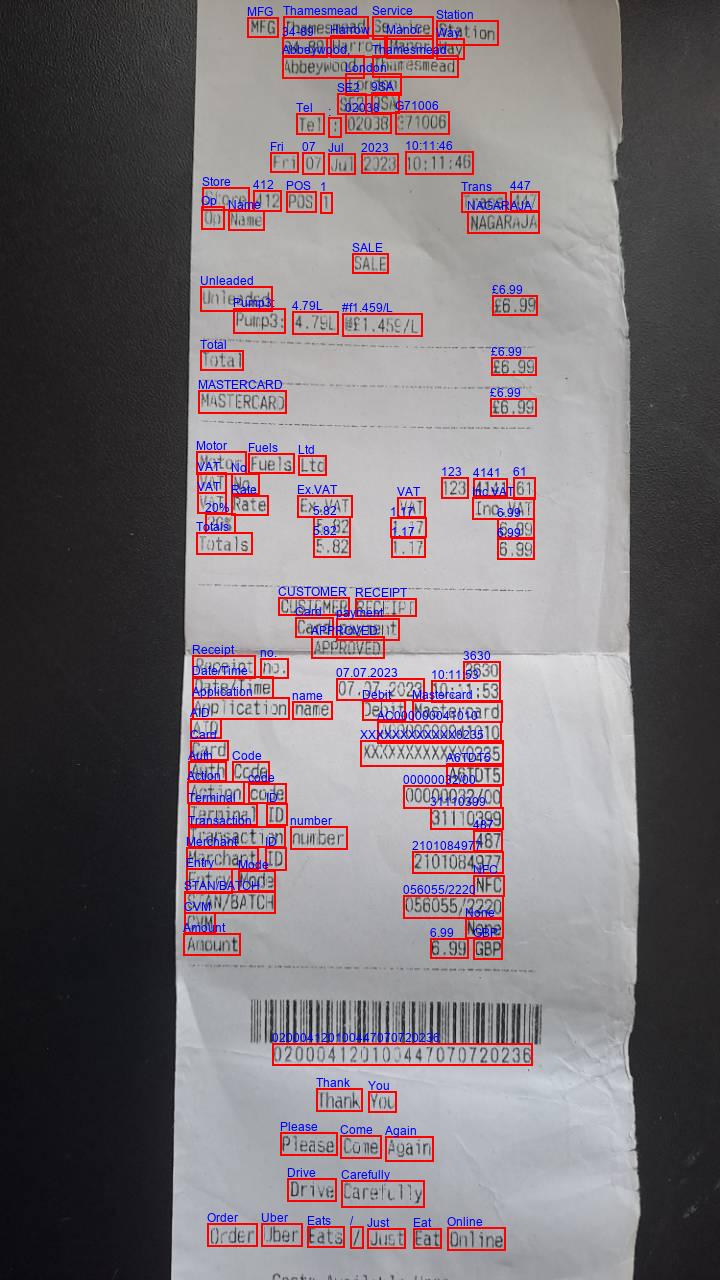 MFG Thamesmead Service Station
34-89 Harrow Manor Way
Abbeywood, Thamesmead
London
SE2 9SA
Tel : 02038 371006
Fri 07 Jul 2023 10:11:46
Store 412 POS 1 Trans 447
Op Name NAGARAJA
SALE
Unleaded £6.99
Pump3: 4.79L @£1.459/L
Total £6.99
MASTERCARD £6.99
Motor Fuels Ltd
VAT No. 123 4141 61
VAT Rate Ex.VAT VAT Inc.VAT
20% 5.82 1.17 6.99
Totals 5.82 1.17 6.99
CUSTOMER RECEIPT
Card payment
APPROVED
Receipt no. 3630
Date/Time 07.07.2023 10:11:53
Application name Debit Mastercard
AID
Card XXXXXXXXXXXX0235
Auth Code A6TDT5
Action code 00000032/00
Terminal ID 31110399
Transaction number 487
Merchant ID 2101084977
Entry Mode NFC
STAN/BATCH 056055/2220
CVM None
Amount 6.99 GBP
020004120100447070720236
Thank You
Please Come Again
Drive Carefully
Order Uber Eats / Just Eat Online